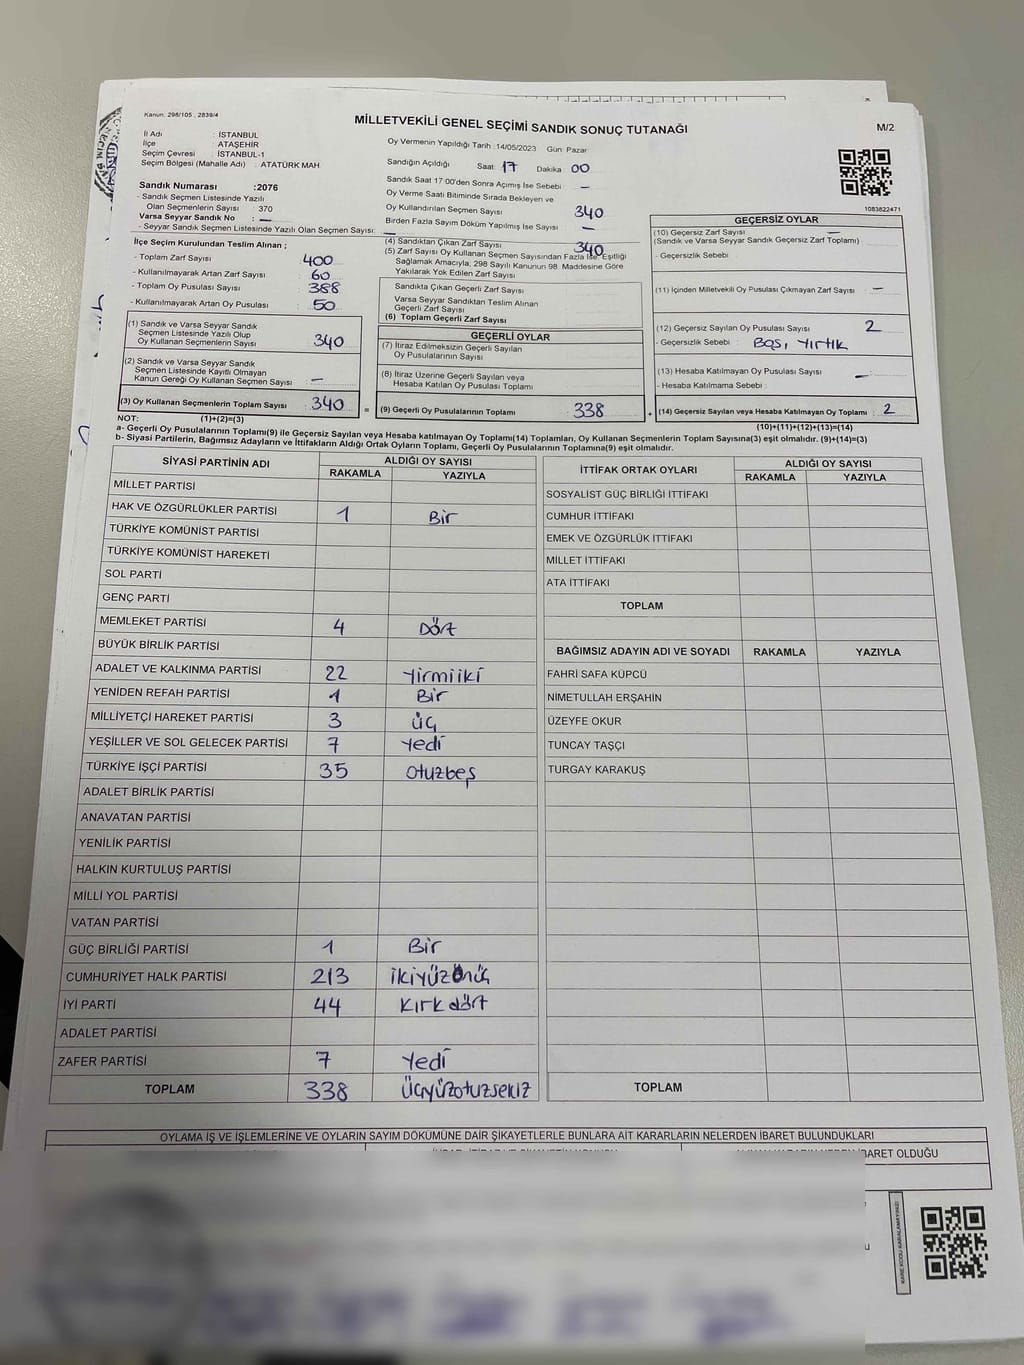 Kanun: 298/105 , 2839/4
MİLLETVEKİLİ GENEL SEÇİMİ SANDIK SONUÇ TUTANAĞI
M/2
İl Adı : İSTANBUL
İlçe : ATAŞEHİR
Seçim Çevresi : İSTANBUL-1
Seçim Bölgesi (Mahalle Adı) : ATATÜRK MAH
Sandık Numarası :2076
- Sandık Seçmen Listesinde Yazılı
Olan Seçmenlerin Sayısı : 370
Varsa Seyyar Sandık No : —
- Seyyar Sandık Listesinde Yazılı Olan Seçmen Sayısı: —
İlçe Seçim Kurulundan Teslim Alınan ;
- Toplam Zarf Sayısı : 400
- Kullanılmayarak Artan Zarf Sayısı : 60
- Toplam Oy Pusulası Sayısı : 388
- Kullanılmayarak Artan Oy Pusulası : 50
Oy Vermenin Yapıldığı Tarih :14/05/2023 Gün: Pazar
Sandığın Açıldığı Saat: 17 Dakika 00
Sandık Saat 17 00'den Sonra Açımış İse Sebebi : —
Oy Verme Saati Bitiminde Sırada Bekleyen ve
Oy Kullandırılan Seçmen Sayısı : 340
Birden Fazla Sayım Döküm Yapılmış İse Sayısı : —
(4) Sandıktan Çıkan Zarf Sayısı : 340
(5) Zarf Sayısı Oy Kullanan Seçmen Sayısından Fazla İse, Eşitliği
Sağlamak Amacıyla, 298 Sayılı Kanunun 98. Maddesine Göre
Yakılarak Yok Edilen Zarf Sayısı
Sandıkta Çıkan Geçerli Zarf Sayısı :
Varsa Seyyar Sandıktan Teslim Alınan
Geçerli Zarf Sayısı :
(6) Toplam Geçerli Zarf Sayısı :
1083822471
GEÇERSİZ OYLAR
(10) Geçersiz Zarf Sayısı : —
(Sandık ve Varsa Seyyar Sandık Geçersiz Zarf Toplamı)
- Geçersizlik Sebebi :
(11) İçinden Milletvekili Oy Pusulası Çıkmayan Zarf Sayısı : —
(12) Geçersiz Sayılan Oy Pusulası Sayısı : 2
- Geçersizlik Sebebi : Boş, Yırtık
(13) Hesaba Katılmayan Oy Pusulası Sayısı : —
- Hesaba Katılmama Sebebi :
(14) Geçersiz Sayılan veya Hesaba Katılmayan Oy Toplamı : 2
(10)+(11)+(12)+(13)=(14)
(1) Sandık ve Varsa Seyyar Sandık
Seçmen Listesinde Yazılı Olup
Oy Kullanan Seçmenlerin Sayısı : 340
(2) Sandık ve Varsa Seyyar Sandık
Seçmen Listesinde Kayıtlı Olmayan
Kanun Gereği Oy Kullanan Seçmen Sayısı : —
(3) Oy Kullanan Seçmenlerin Toplam Sayısı : 340 =
GEÇERLİ OYLAR
(7) İtiraz Edilmeksizin Geçerli Sayılan
Oy Pusulalarının Sayısı :
(8) İtiraz Üzerine Geçerli Sayılan veya
Hesaba Katılan Oy Pusulası Toplamı :
(9) Geçerli Oy Pusulalarının Toplamı : 338 +
NOT: (1)+(2)=(3)
a- Geçerli Oy Pusulalarının Toplamı(9) ile Geçersiz Sayılan veya Hesaba katılmayan Oy Toplamı(14) Toplamları, Oy Kullanan Seçmenlerin Toplam Sayısına(3) eşit olmalıdır. (9)+(14)=(3)
b- Siyasi Partilerin, Bağımsız Adayların ve İttifakların Aldığı Ortak Oyların Toplamı, Geçerli Oy Pusulalarının Toplamına(9) eşit olmalıdır.
SİYASİ PARTİNİN ADI ALDIĞI OY SAYISI
RAKAMLA YAZIYLA
MİLLET PARTİSİ
HAK VE ÖZGÜRLÜKLER PARTİSİ 1 Bir
TÜRKİYE KOMÜNİST PARTİSİ
TÜRKİYE KOMÜNİST HAREKETİ
SOL PARTİ
GENÇ PARTİ
MEMLEKET PARTİSİ 4 Dört
BÜYÜK BİRLİK PARTİSİ
ADALET VE KALKINMA PARTİSİ 22 Yirmiiki
YENİDEN REFAH PARTİSİ 1 Bir
MİLLİYETÇİ HAREKET PARTİSİ 3 Üç
YEŞİLLER VE SOL GELECEK PARTİSİ 7 Yedi
TÜRKİYE İŞÇİ PARTİSİ 35 Otuzbeş
ADALET BİRLİK PARTİSİ
ANAVATAN PARTİSİ
YENİLİK PARTİSİ
HALKIN KURTULUŞ PARTİSİ
MİLLİ YOL PARTİSİ
VATAN PARTİSİ
GÜÇ BİRLİĞİ PARTİSİ 1 Bir
CUMHURİYET HALK PARTİSİ 213 ikiyüzonüç
İYİ PARTİ 44 Kırkdört
ADALET PARTİSİ
ZAFER PARTİSİ 7 Yedi
TOPLAM 338 Üçyüzotuzsekiz
İTTİFAK ORTAK OYLARI ALDIĞI OY SAYISI
RAKAMLA YAZIYLA
SOSYALİST GÜÇ BİRLİĞİ İTTİFAKI
CUMHUR İTTİFAKI
EMEK VE ÖZGÜRLÜK İTTİFAKI
MİLLET İTTİFAKI
ATA İTTİFAKI
TOPLAM
BAĞIMSIZ ADAYIN ADI VE SOYADI RAKAMLA YAZIYLA
FAHRİ SAFA KÜPCÜ
NİMETULLAH ERŞAHİN
ÜZEYFE OKUR
TUNCAY TAŞÇI
TURGAY KARAKUŞ
TOPLAM
OYLAMA İŞ VE İŞLEMLERİNE VE OYLARIN SAYIM DÖKÜMÜNE DAİR ŞİKAYETLERLE BUNLARA AİT KARARLARIN NELERDEN İBARET BULUNDUKLARI
İBARET OLDUĞU
KARE KODU KARALAMAYINIZ!